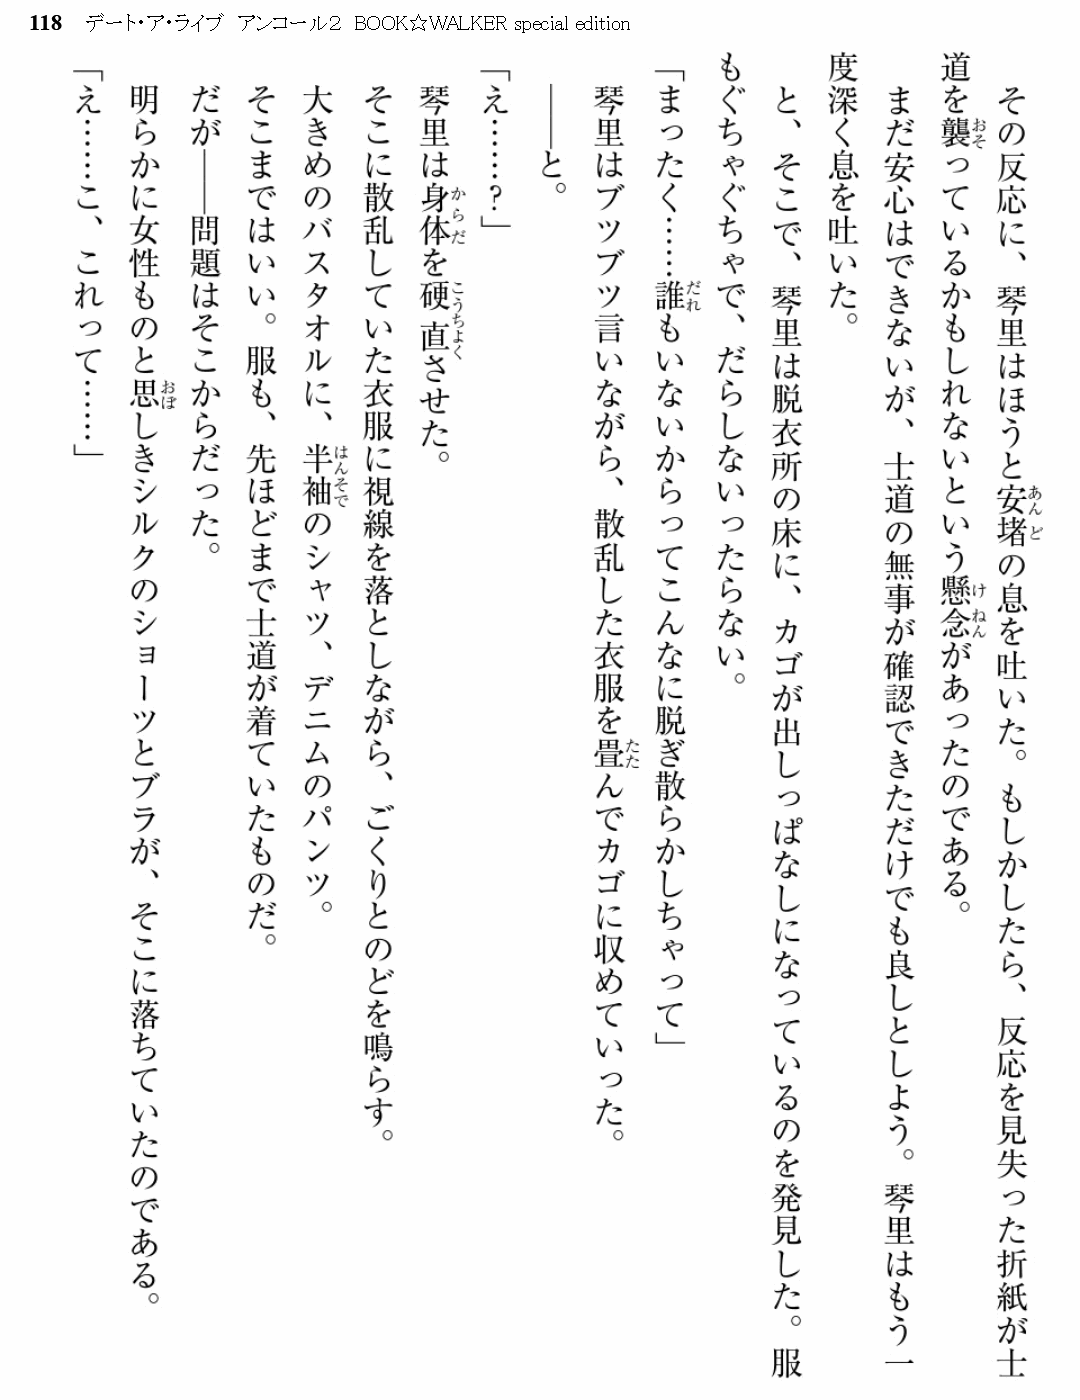 118 デート・ア・ライブ アンコール2 BOOK☆WALKER special edition
その反応に、琴里はほうと安堵の息を吐いた。もしかしたら、反応を見失った折紙が士
道を襲っているかもしれないという懸念があったのである。
まだ安心はできないが、士道の無事が確認できただけでも良しとしよう。琴里はもう一
度深く息を吐いた。
と、そこで、琴里は脱衣所の床に、カゴが出しっぱなしになっているのを発見した。服
もぐちゃぐちゃで、だらしないったらない。
「まったく……誰もいないからってこんなに脱ぎ散らかしちゃって」
琴里はブツブツ言いながら、散乱した衣服を畳んでカゴに収めていった。
――と。
「え……?」
琴里は身体を硬直させた。
そこに散乱していた衣服に視線を落としながら、ごくりとのどを鳴らす。
大きめのバスタオルに、半袖のシャツ、デニムのパンツ。
そこまではいい。服も、先ほどまで士道が着ていたものだ。
だが――問題はそこからだった。
明らかに女性ものと思しきシルクのショーツとブラが、そこに落ちていたのである。
「え……こ、これって……」